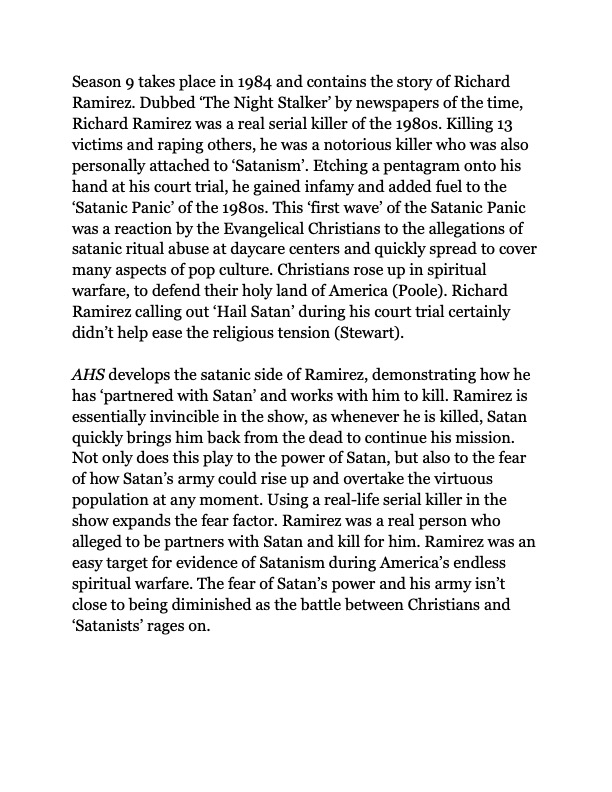 Season 9 takes place in 1984 and contains the story of Richard
Ramirez. Dubbed ‘The Night Stalker’ by newspapers of the time,
Richard Ramirez was a real serial killer of the 1980s. Killing 13
victims and raping others, he was a notorious killer who was also
personally attached to ‘Satanism’. Etching a pentagram onto his
hand at his court trial, he gained infamy and added fuel to the
‘Satanic Panic’ of the 1980s. This ‘first wave’ of the Satanic Panic
was a reaction by the Evangelical Christians to the allegations of
satanic ritual abuse at daycare centers and quickly spread to cover
many aspects of pop culture. Christians rose up in spiritual
warfare, to defend their holy land of America (Poole). Richard
Ramirez calling out ‘Hail Satan’ during his court trial certainly
didn’t help ease the religious tension (Stewart).
AHS develops the satanic side of Ramirez, demonstrating how he
has ‘partnered with Satan’ and works with him to kill. Ramirez is
essentially invincible in the show, as whenever he is killed, Satan
quickly brings him back from the dead to continue his mission.
Not only does this play to the power of Satan, but also to the fear
of how Satan’s army could rise up and overtake the virtuous
population at any moment. Using a real-life serial killer in the
show expands the fear factor. Ramirez was a real person who
alleged to be partners with Satan and kill for him. Ramirez was an
easy target for evidence of Satanism during America’s endless
spiritual warfare. The fear of Satan’s power and his army isn’t
close to being diminished as the battle between Christians and
‘Satanists’ rages on.